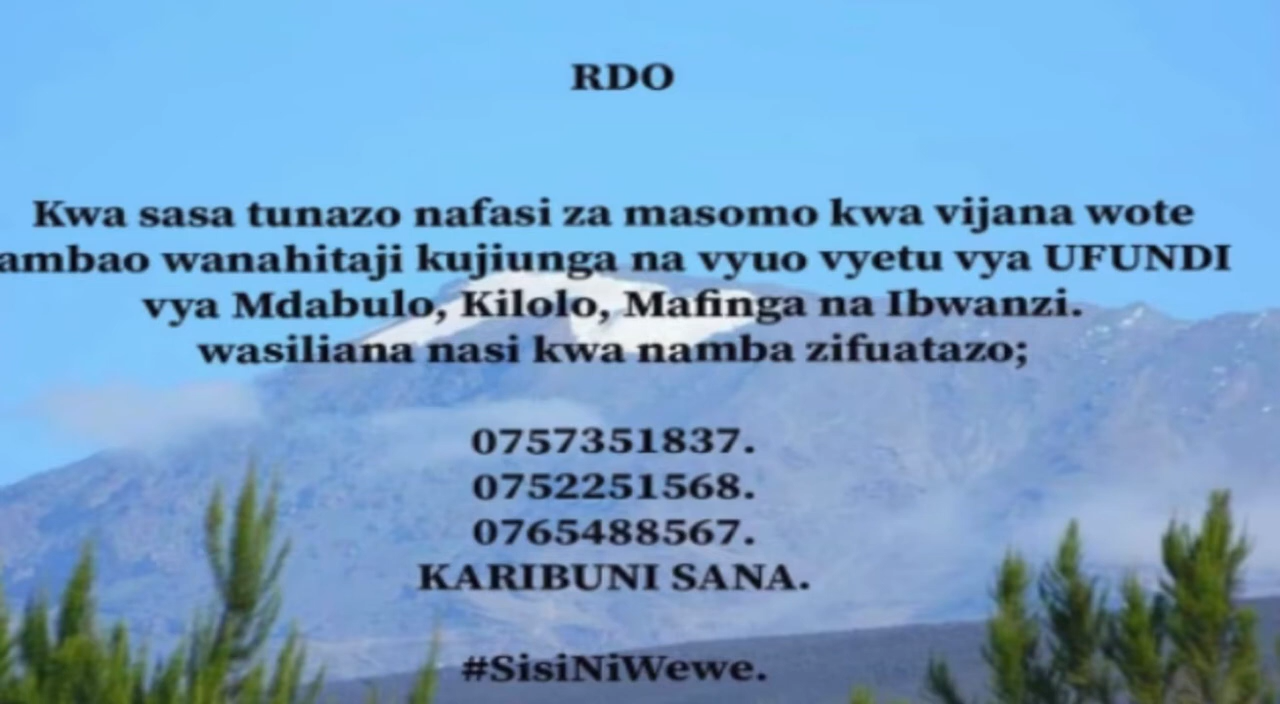 RDO
Kwa sasa tunazo nafasi za masomo kwa vijana wote
ambao wanahitaji kujiunga na vyuo vyetu vya UFUNDI
vya Mdabulo, Kilolo, Mafinga na Ibwanzi.
wasiliana nasi kwa namba zifuatazo;
0757351837.
0752251568.
0765488567.
KARIBUNI SANA.
#SisiNiWewe.